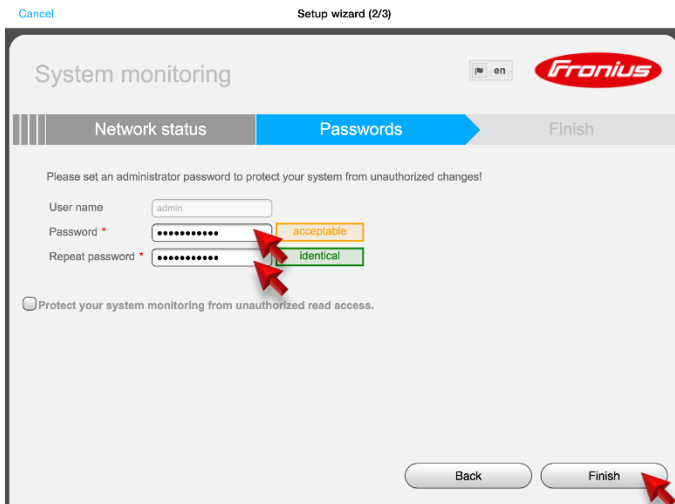 Cancel
Setup wizard (2/3)
System monitoring
en
Fronius
Network status
Passwords
Finish
Please set an administrator password to protect your system from unauthorized changes!
User name
admin
Password *
•••••••••••
acceptable
Repeat password *
•••••••••••
identical
Protect your system monitoring from unauthorized read access.
Back
Finish